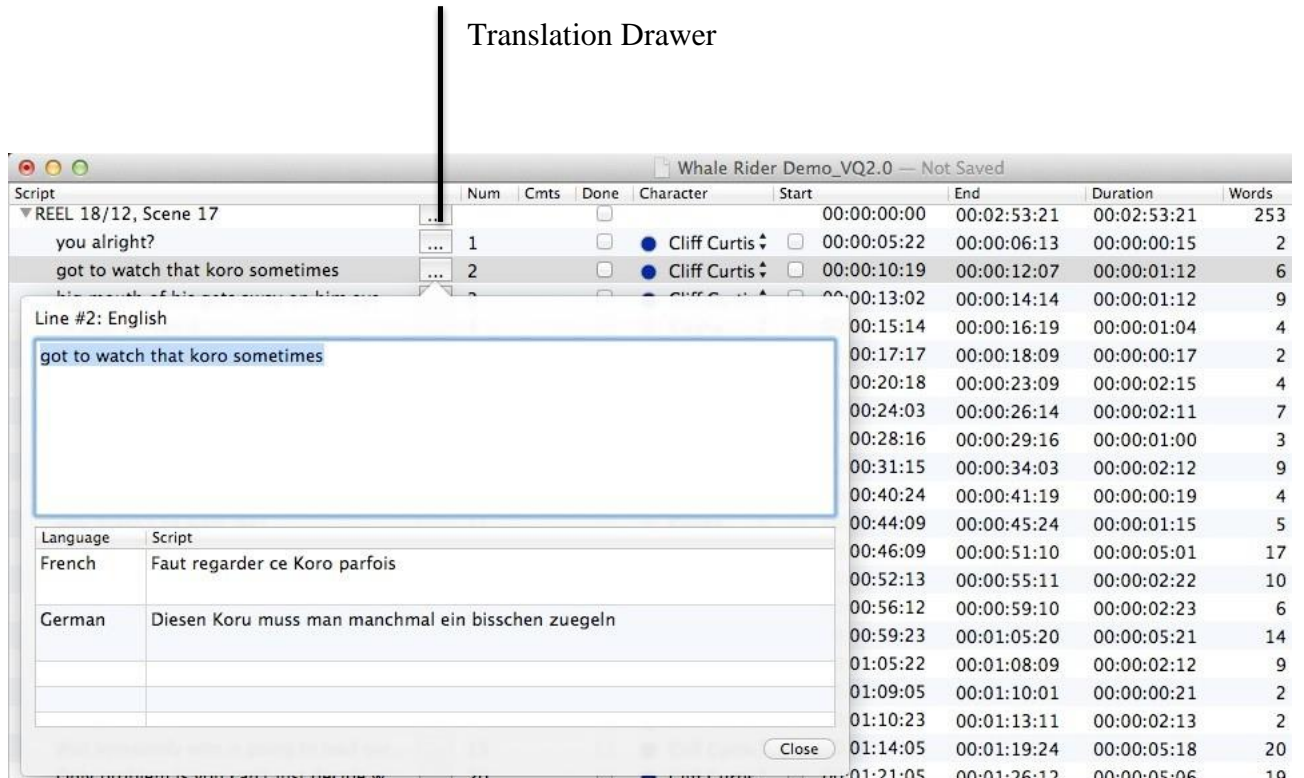 Translation Drawer
Whale Rider Demo_VQ2.0 — Not Saved
Script Num Cmts Done Character Start End Duration Words
REEL 18/12, Scene 17 ... 00:00:00:00 00:02:53:21 00:02:53:21 253
you alright? ... 1 Cliff Curtis 00:00:05:22 00:00:06:13 00:00:00:15 2
got to watch that koro sometimes ... 2 Cliff Curtis 00:00:10:19 00:00:12:07 00:00:01:12 6
00:13:02 00:00:14:14 00:00:01:12 9
Line #2: English
00:15:14 00:00:16:19 00:00:01:04 4
got to watch that koro sometimes
00:17:17 00:00:18:09 00:00:00:17 2
00:20:18 00:00:23:09 00:00:02:15 4
00:24:03 00:00:26:14 00:00:02:11 7
00:28:16 00:00:29:16 00:00:01:00 3
00:31:15 00:00:34:03 00:00:02:12 9
00:40:24 00:00:41:19 00:00:00:19 4
00:44:09 00:00:45:24 00:00:01:15 5
Language Script
00:46:09 00:00:51:10 00:00:05:01 17
French Faut regarder ce Koro parfois
00:52:13 00:00:55:11 00:00:02:22 10
00:56:12 00:00:59:10 00:00:02:23 6
German Diesen Koru muss man manchmal ein bisschen zuegeln
00:59:23 00:01:05:20 00:00:05:21 14
01:05:22 00:01:08:09 00:00:02:12 9
01:09:05 00:01:10:01 00:00:00:21 2
01:10:23 00:01:13:11 00:00:02:13 2
Close
01:14:05 00:01:19:24 00:00:05:18 20
01:21:05 00:01:26:12 00:00:05:06 19